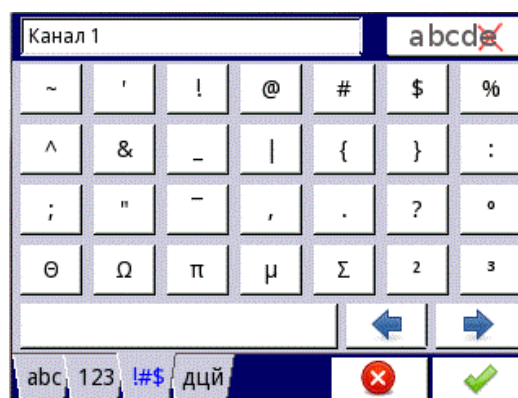 Канал 1 abcde
~ ' ! @ # $ %
^ & _ | { } :
; " ¯ , . ? °
Θ Ω π μ Σ ² ³
abc 123 !#$ дцй